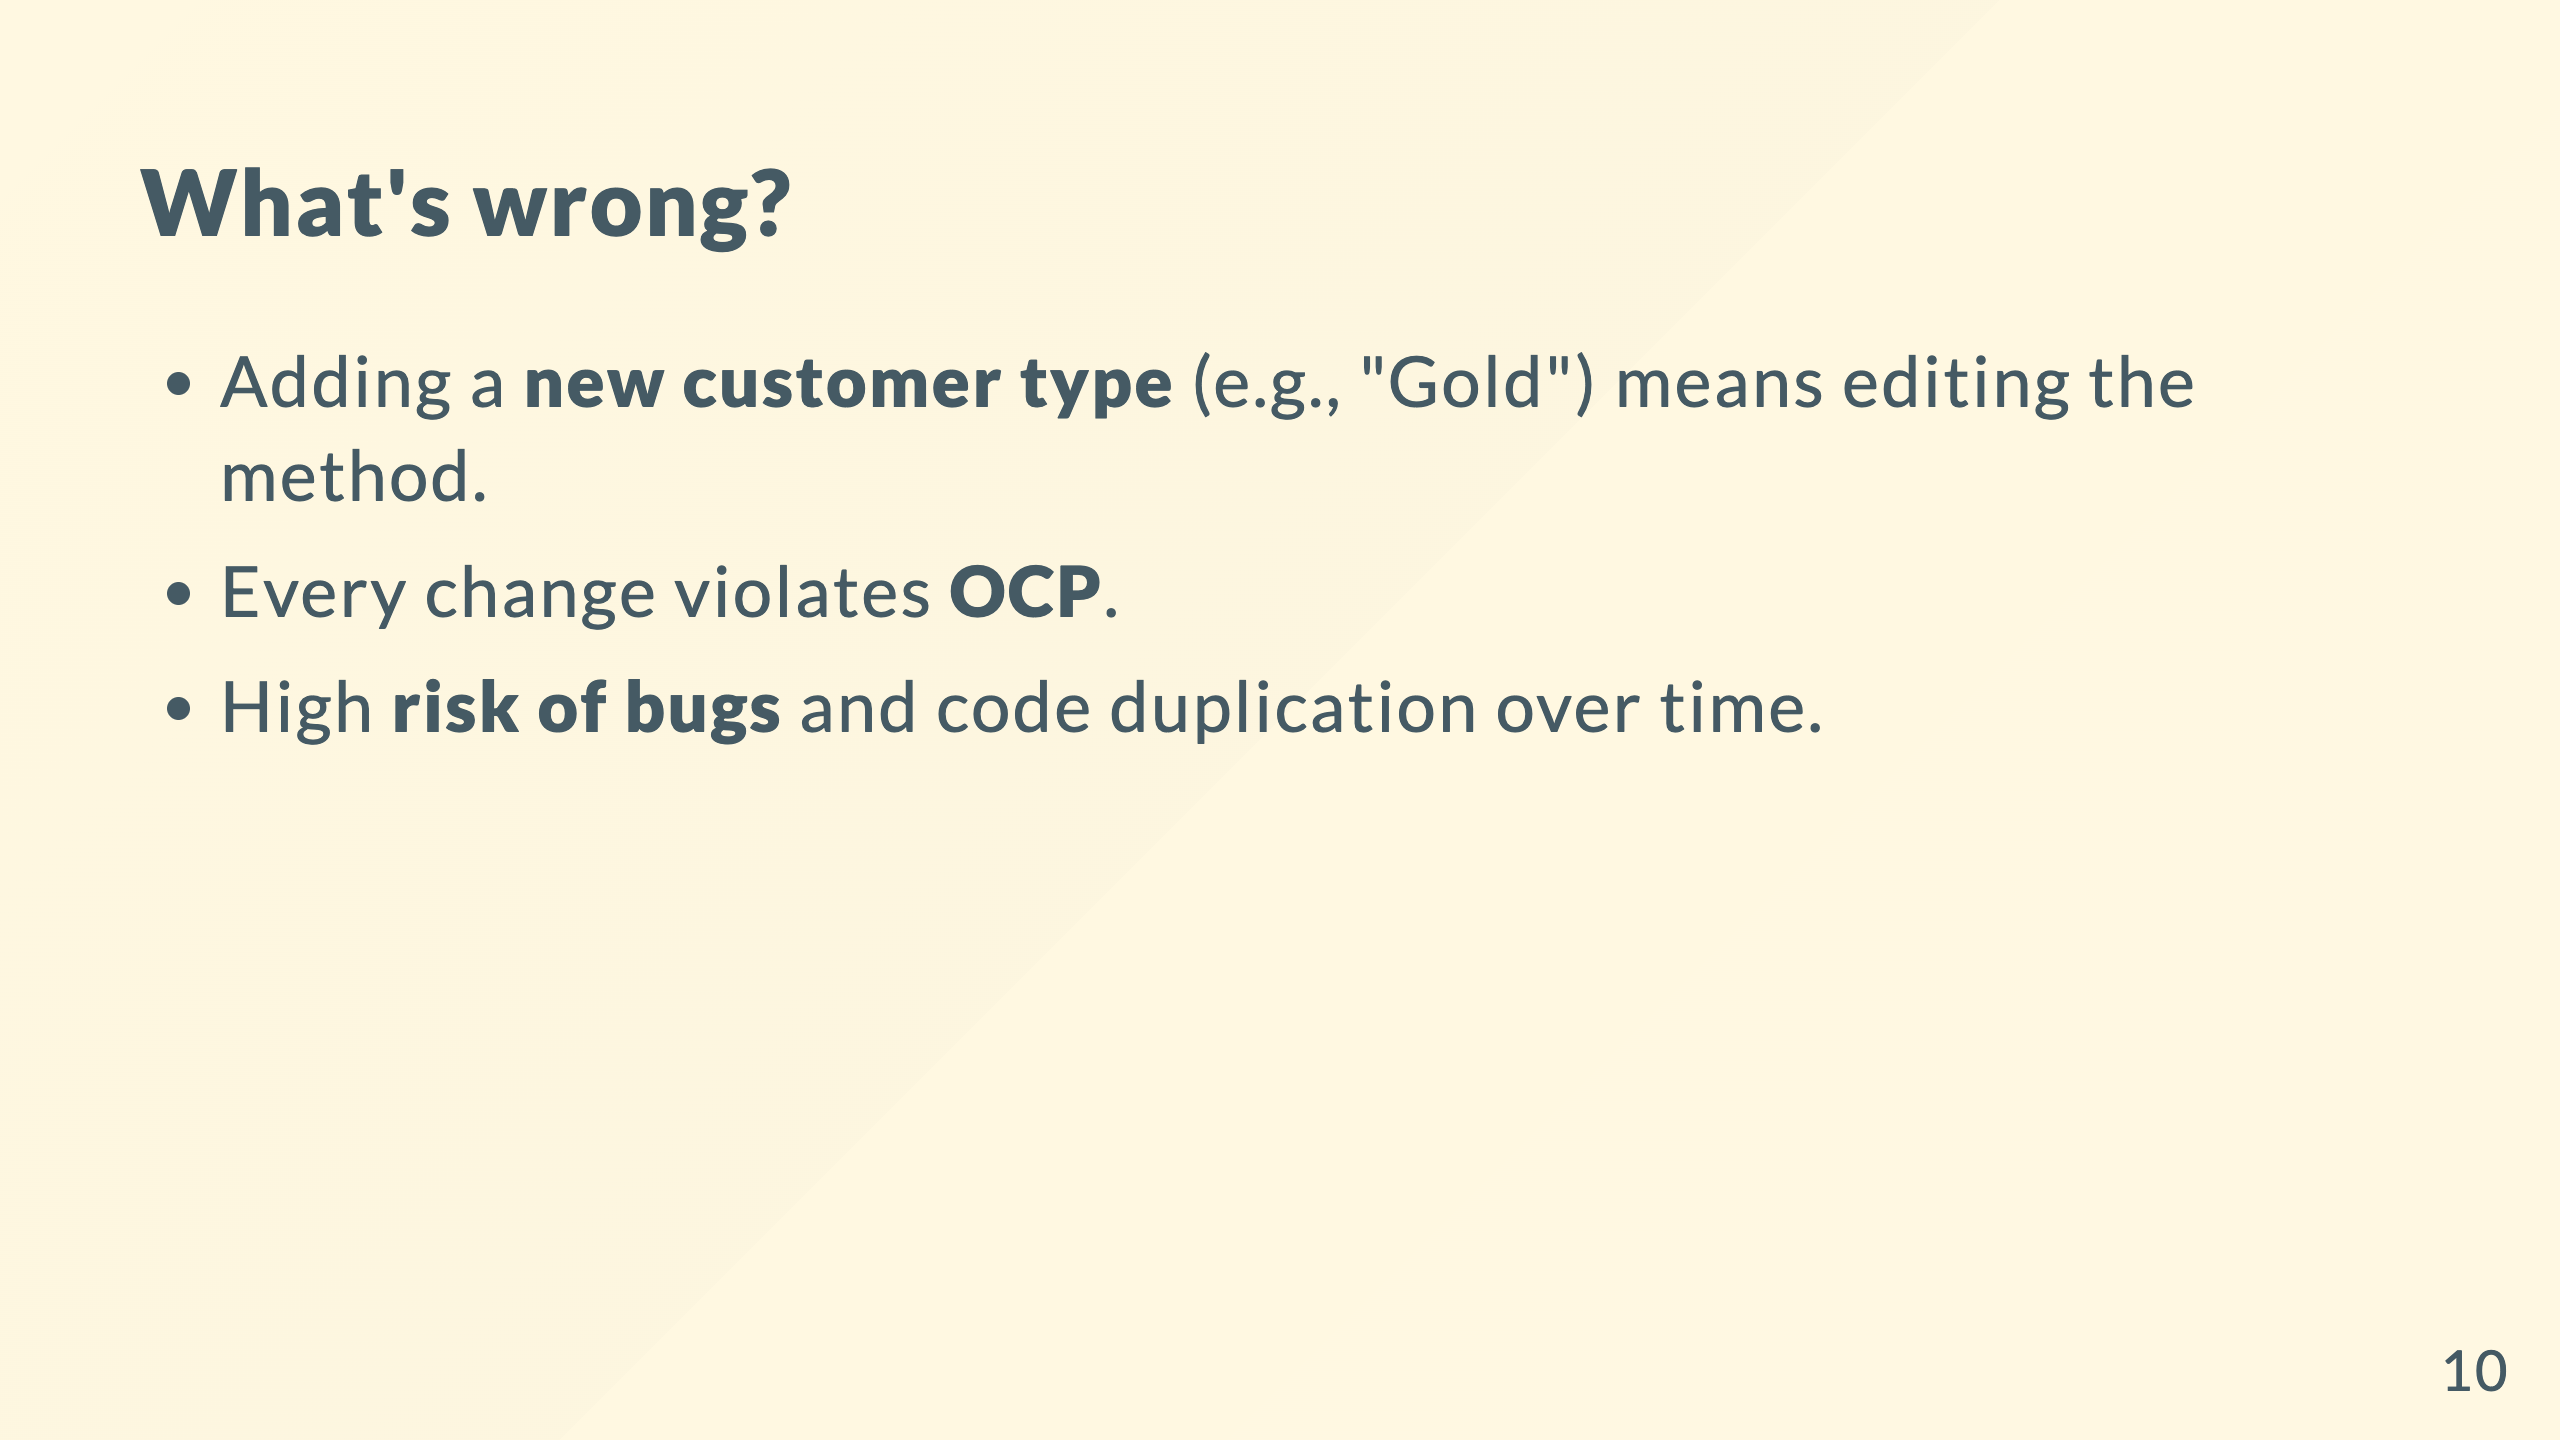 What's wrong?
• Adding a new customer type (e.g., "Gold") means editing the
method.
• Every change violates OCP.
• High risk of bugs and code duplication over time.
10